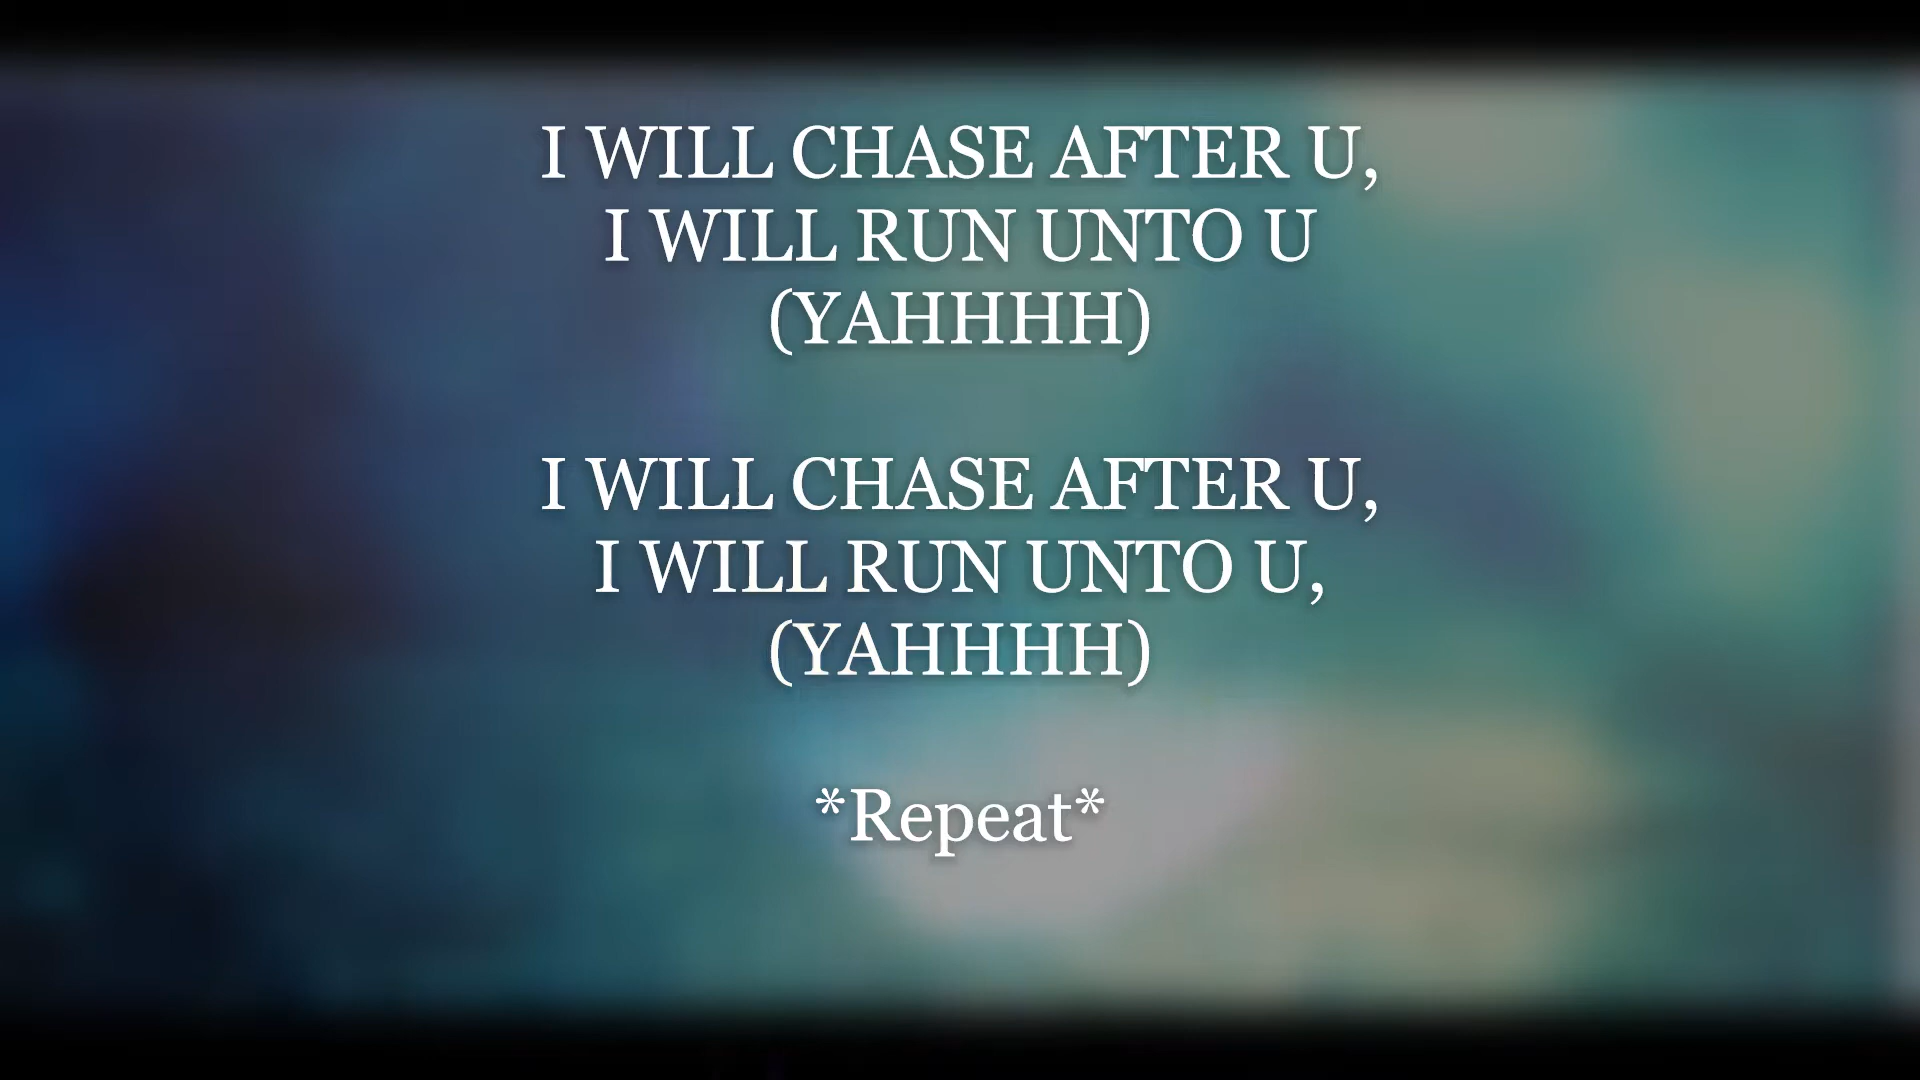 I WILL CHASE AFTER U,
I WILL RUN UNTO U
(YAHHHH)
I WILL CHASE AFTER U,
I WILL RUN UNTO U,
(YAHHHH)
*Repeat*